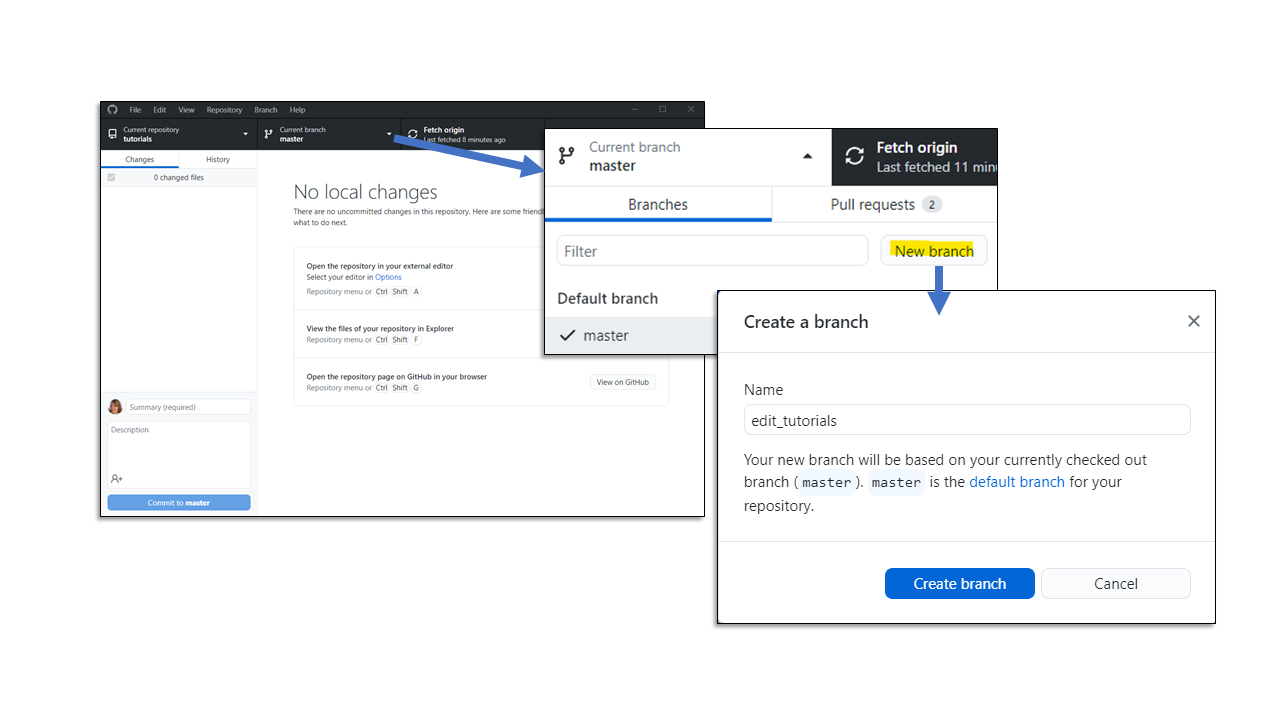 File Edit View Repository Branch Help
Current repository
tutorials
Current branch
master
Fetch origin
Last fetched 8 minutes ago
Changes History
0 changed files
No local changes
There are no uncommitted changes in this repository. Here are some friendl
what to do next.
Open the repository in your external editor
Select your editor in Options
Repository menu or Ctrl Shift A
View the files of your repository in Explorer
Repository menu or Ctrl Shift F
Open the repository page on GitHub in your browser
Repository menu or Ctrl Shift G
View on GitHub
Summary (required)
Description
Commit to master
Current branch
master
Fetch origin
Last fetched 11 minu
Branches
Pull requests 2
Filter
New branch
Default branch
master
Create a branch
Name
edit_tutorials
Your new branch will be based on your currently checked out
branch ( master ). master is the default branch for your
repository.
Create branch
Cancel